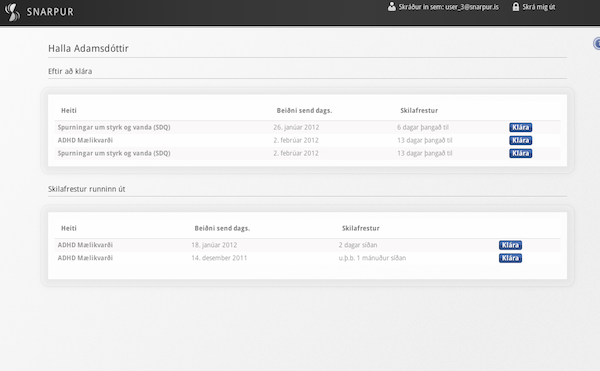 SNARPUR
Skráður in sem: user_3@snarpur.is
Skrá mig út
Halla Adamsdóttir
Eftir að klára
Heiti Beiðni send dags. Skilafrestur
Spurningar um styrk og vanda (SDQ) 26. janúar 2012 6 dagar þangað til Klára
ADHD Mælikvarði 2. febrúar 2012 13 dagar þangað til Klára
Spurningar um styrk og vanda (SDQ) 2. febrúar 2012 13 dagar þangað til Klára
Skilafrestur runninn út
Heiti Beiðni send dags. Skilafrestur
ADHD Mælikvarði 18. janúar 2012 2 dagar síðan Klára
ADHD Mælikvarði 14. desember 2011 u.þ.b. 1 mánuður síðan Klára